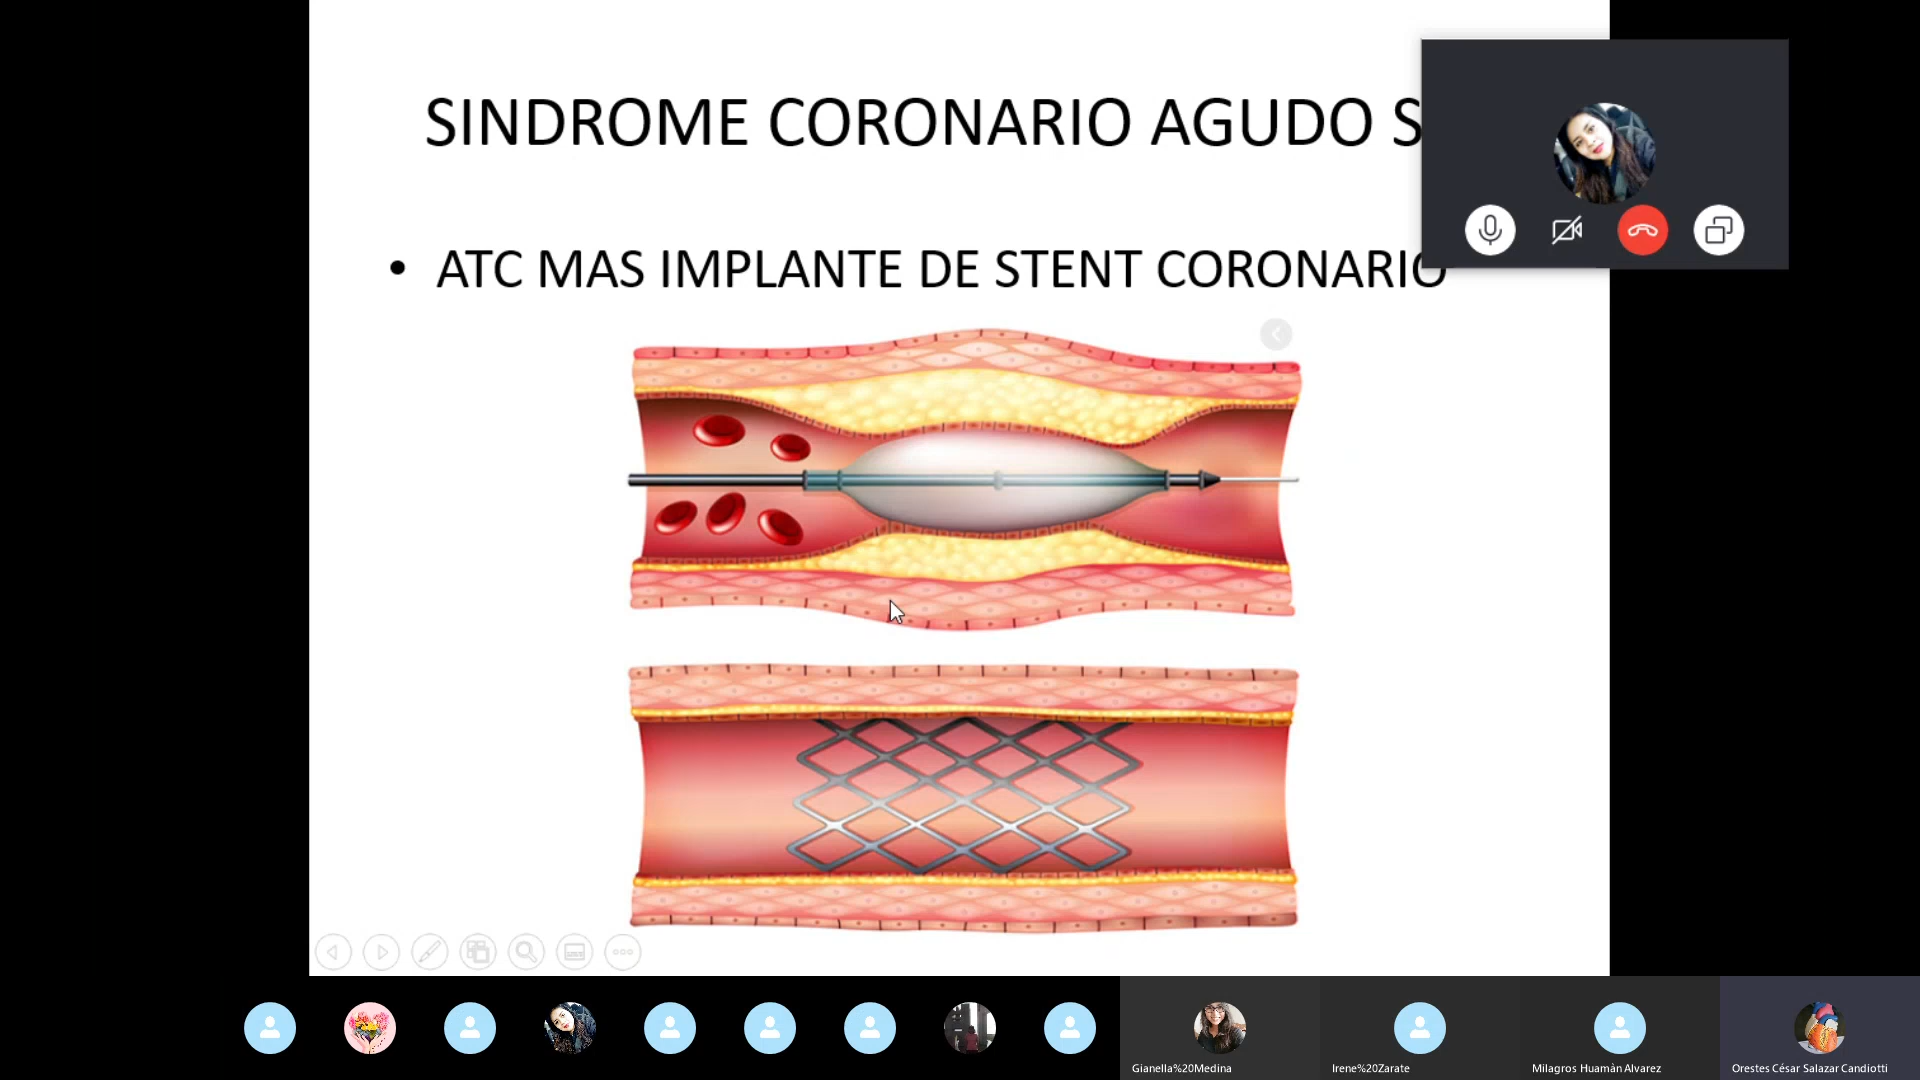 SINDROME CORONARIO AGUDO S
• ATC MAS IMPLANTE DE STENT CORONARIO
Gianella%20Medina
Irene%20Zarate
Milagros Huamàn Alvarez
Orestes César Salazar Candiotti